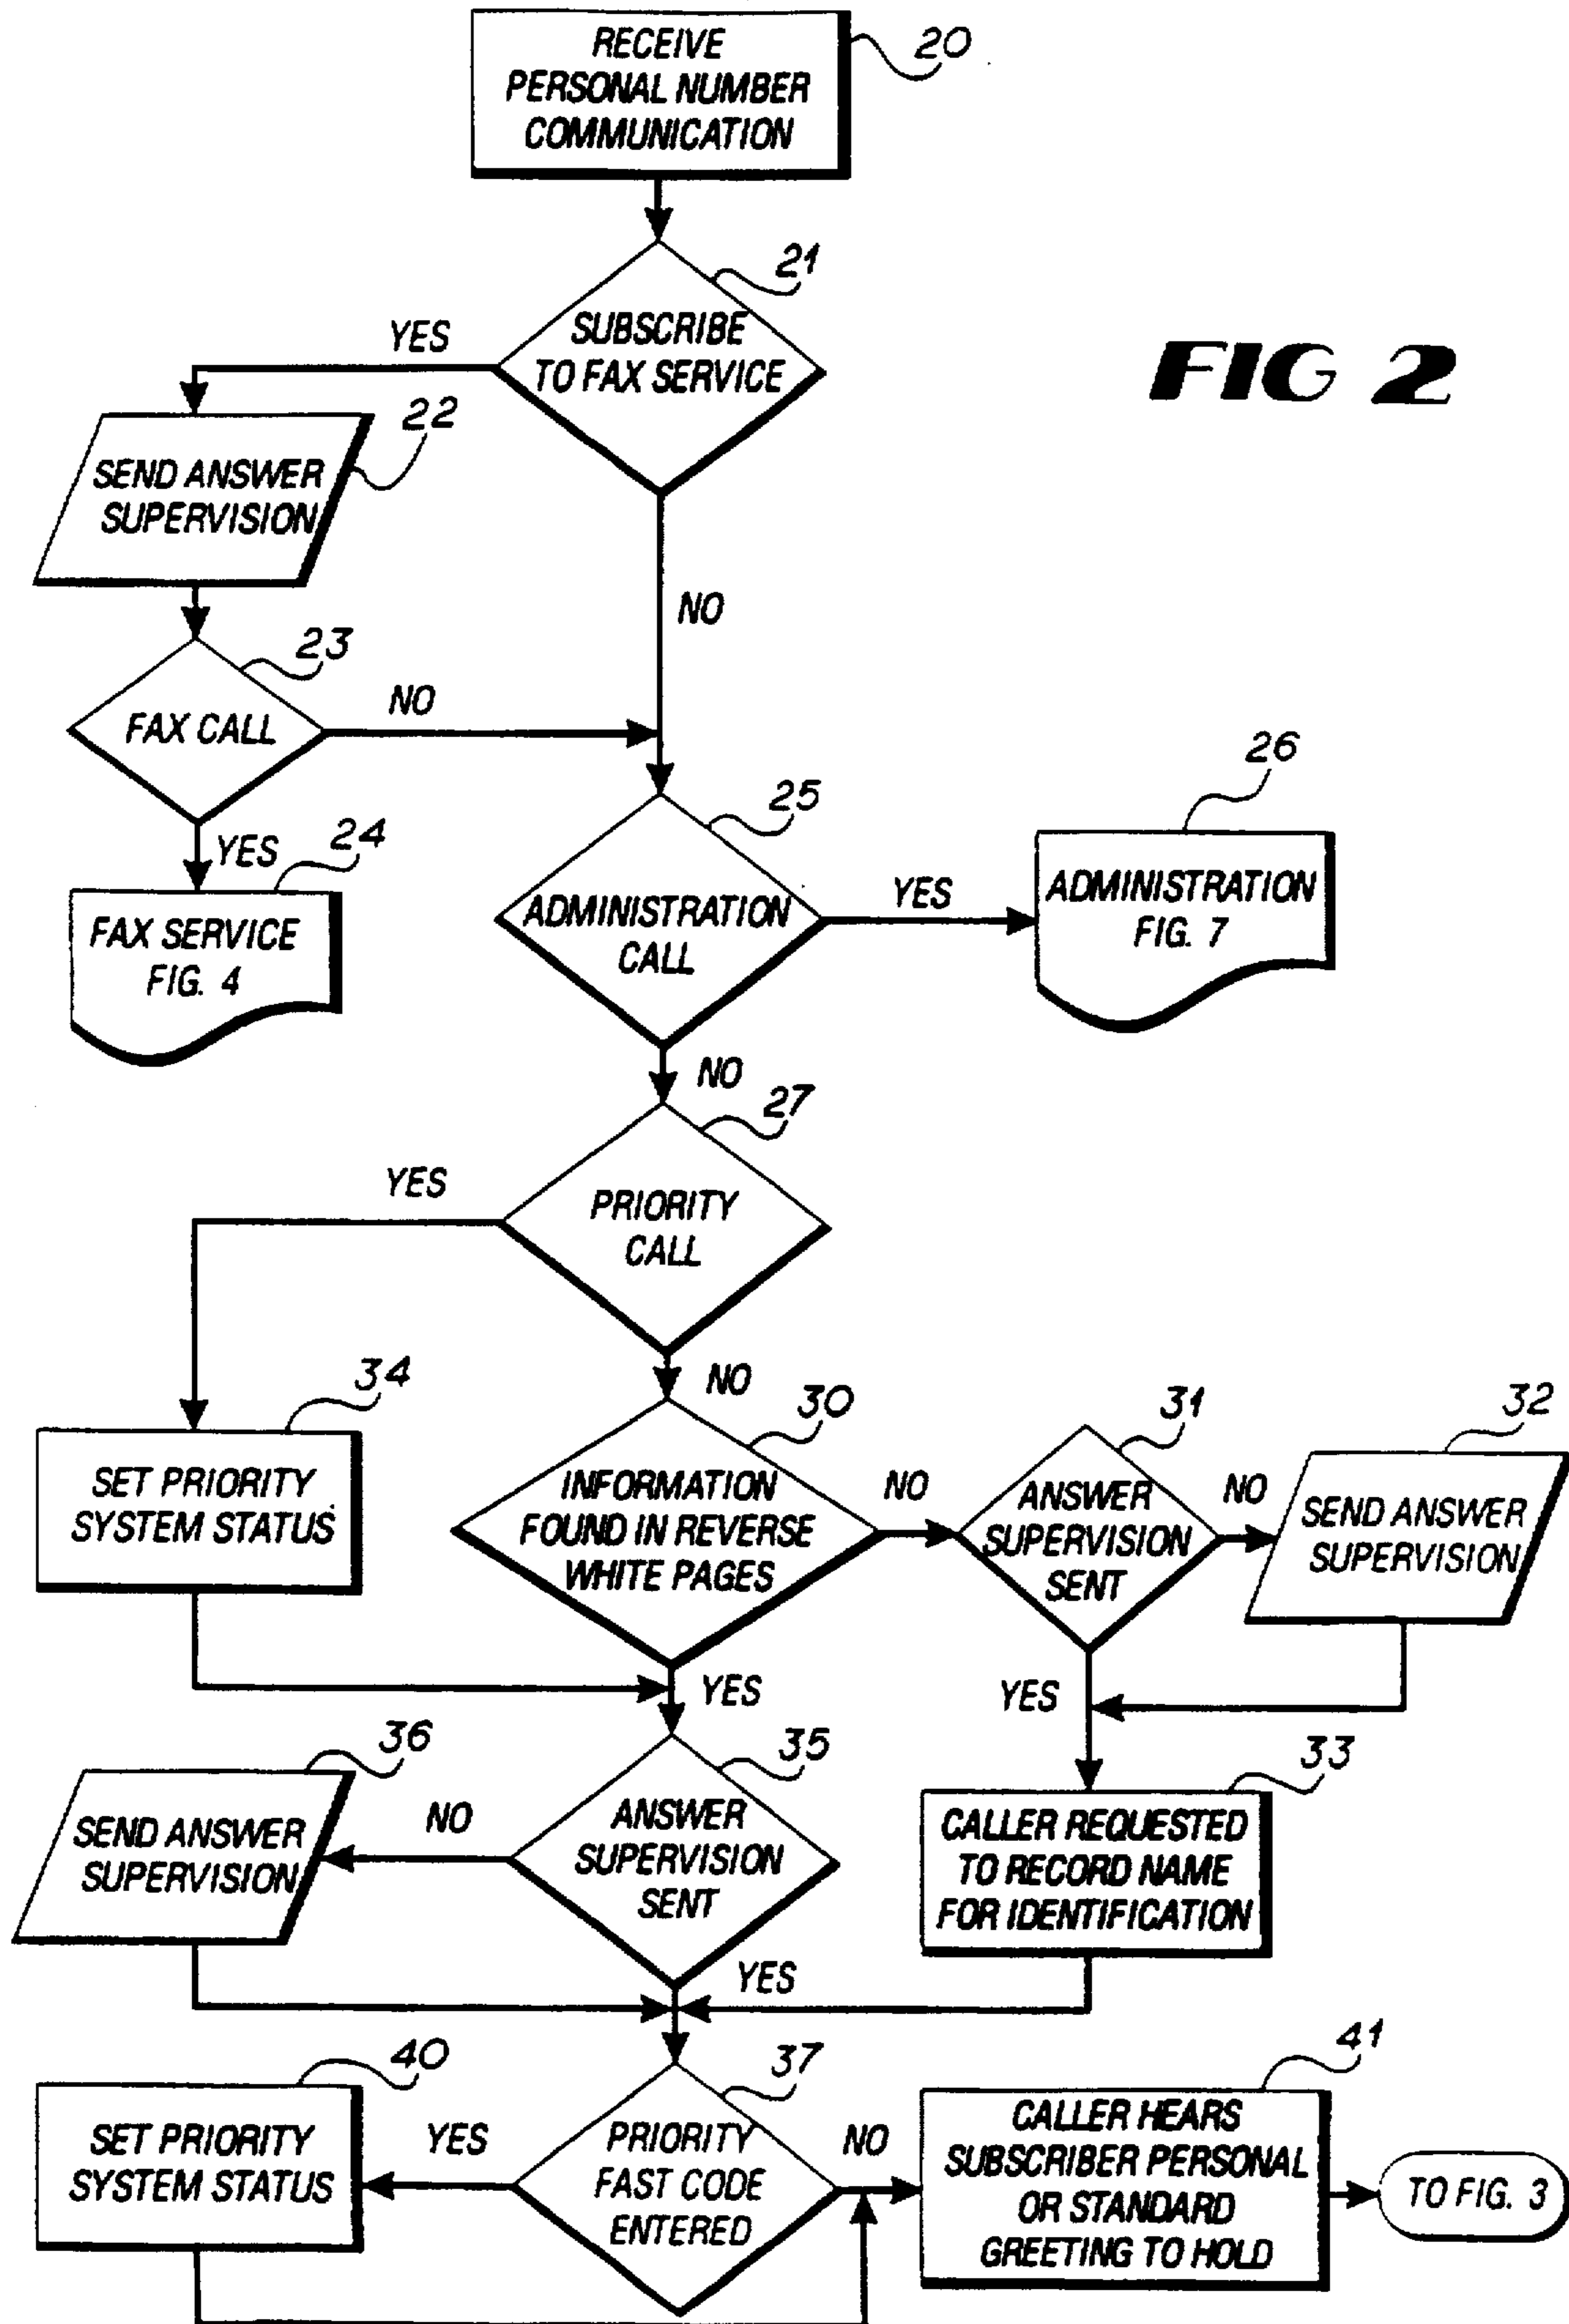 RECEIVE
PERSONAL NUMBER
COMMUNICATION
20
21
SUBSCRIBE
TO FAX SERVICE
YES
FIG 2
22
SEND ANSWER
SUPERVISION
NO
23
FAX CALL
NO
YES
24
FAX SERVICE
FIG. 4
25
ADMINISTRATION
CALL
YES
26
ADMINISTRATION
FIG. 7
NO
27
PRIORITY
CALL
YES
NO
34
SET PRIORITY
SYSTEM STATUS
30
INFORMATION
FOUND IN REVERSE
WHITE PAGES
NO
31
ANSWER
SUPERVISION
SENT
NO
32
SEND ANSWER
SUPERVISION
YES
YES
36
SEND ANSWER
SUPERVISION
NO
35
ANSWER
SUPERVISION
SENT
33
CALLER REQUESTED
TO RECORD NAME
FOR IDENTIFICATION
YES
40
SET PRIORITY
SYSTEM STATUS
YES
37
PRIORITY
FAST CODE
ENTERED
NO
41
CALLER HEARS
SUBSCRIBER PERSONAL
OR STANDARD
GREETING TO HOLD
TO FIG. 3